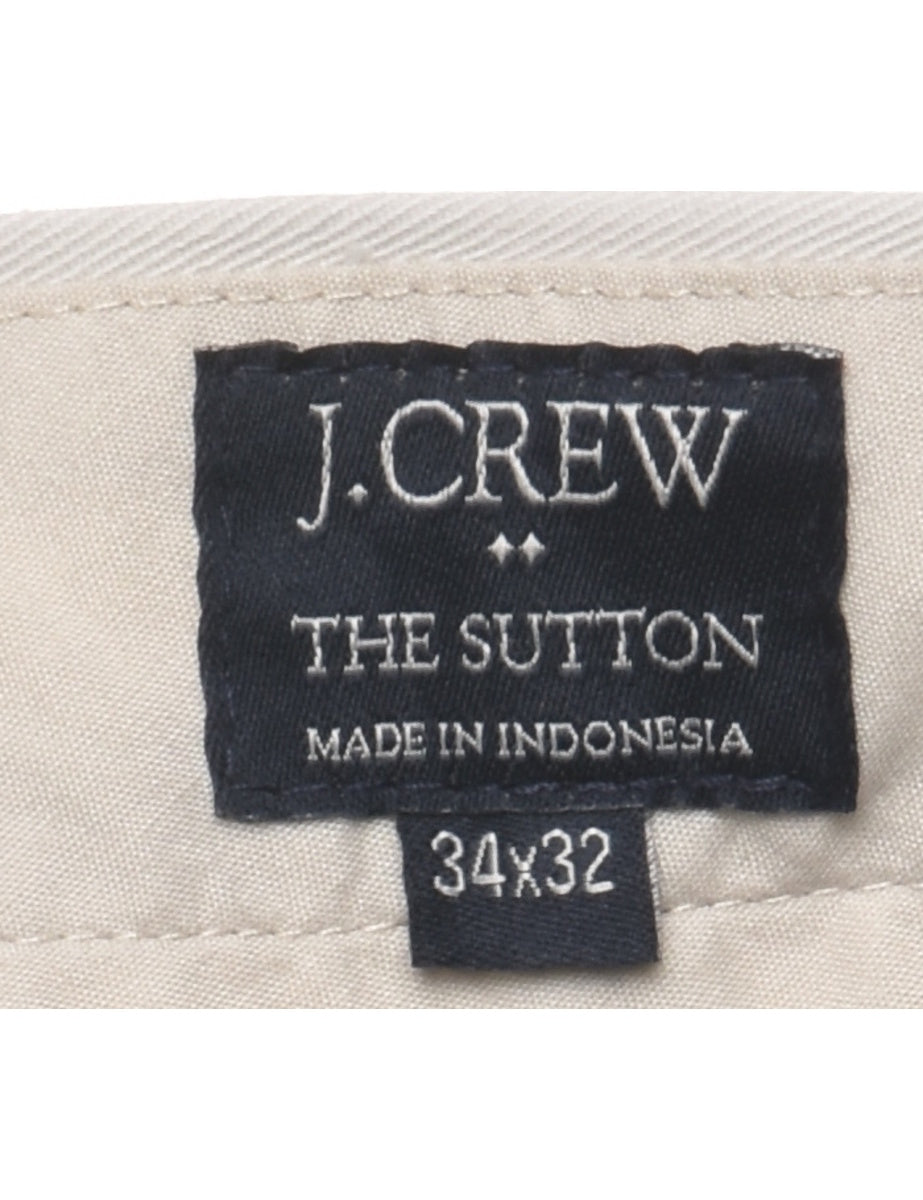 J.CREW
THE SUTTON
MADE IN INDONESIA
34x32